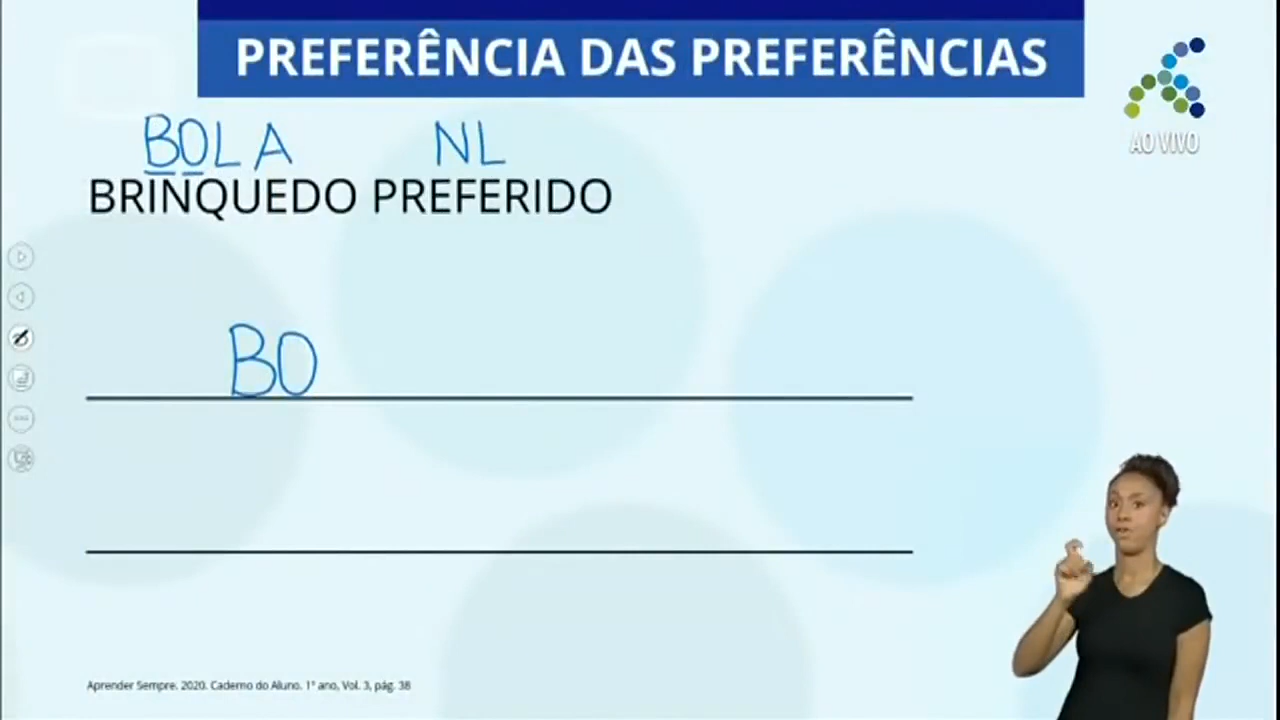 PREFERÊNCIA DAS PREFERÊNCIAS
AO VIVO
BOLA NL
BRINQUEDO PREFERIDO
BO
Aprender Sempre. 2020. Caderno do Aluno. 1º ano, Vol. 3, pág. 38